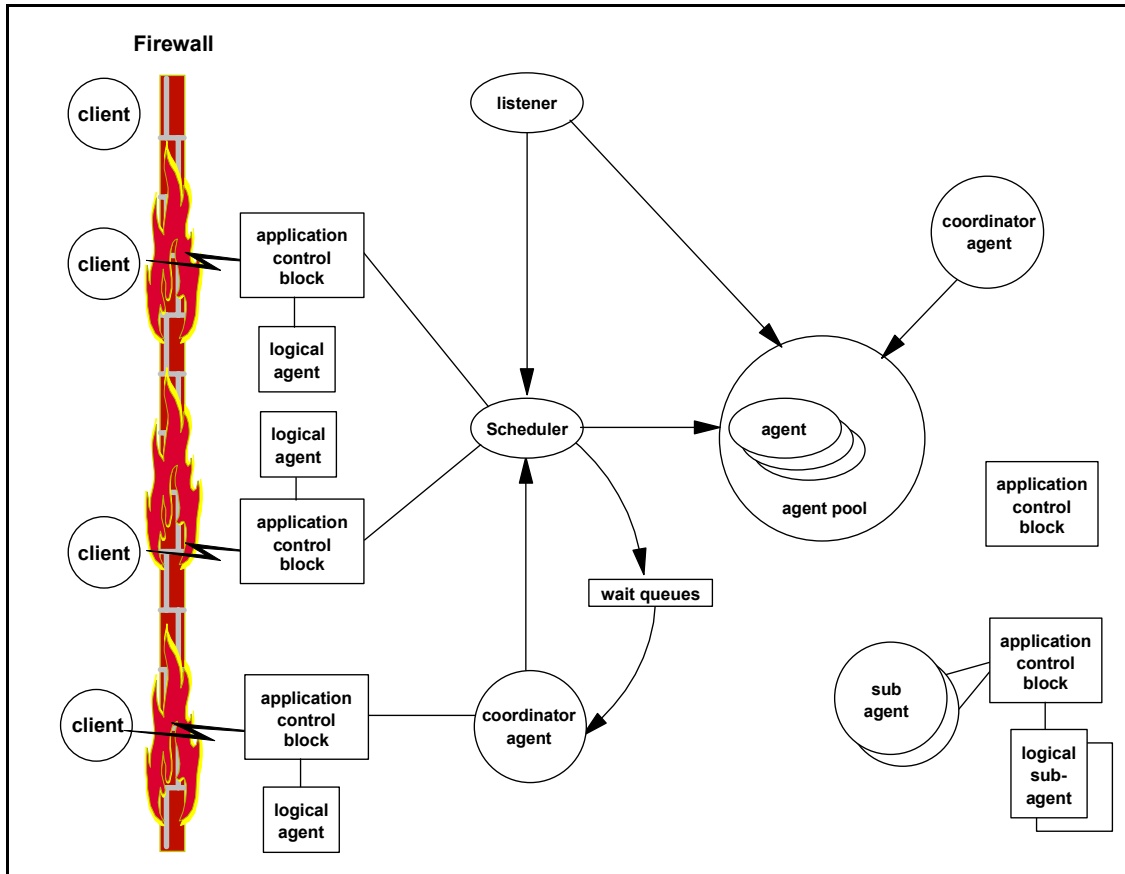 Firewall
client
listener
coordinator
agent
client
application
control
block
logical
agent
Scheduler
agent
agent pool
logical
agent
application
control
block
client
application
control
block
wait queues
client
application
control
block
logical
agent
coordinator
agent
sub
agent
application
control
block
logical
sub-
agent